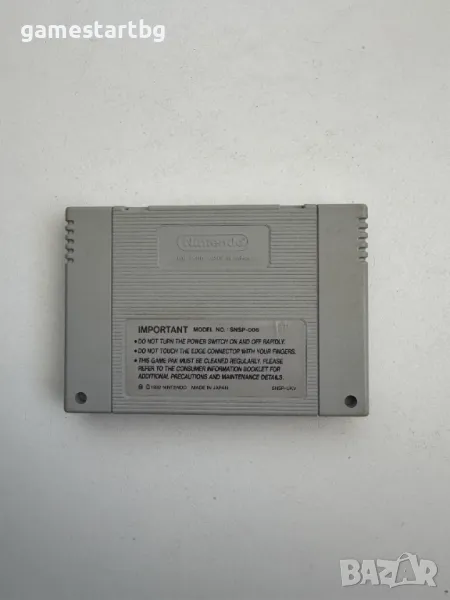 gamestartbg
Nintendo
IMPORTANT MODEL NO. SNSP-006
• DO NOT TURN THE POWER SWITCH ON AND OFF RAPIDLY.
• DO NOT TOUCH THE EDGE CONNECTOR WITH YOUR FINGERS.
• THIS GAME PAK MUST BE CLEANED REGULARLY. PLEASE
REFER TO THE CONSUMER INFORMATION BOOKLET FOR
ADDITIONAL PRECAUTIONS AND MAINTENANCE DETAILS.
©1992 NINTENDO MADE IN JAPAN
BAZAR